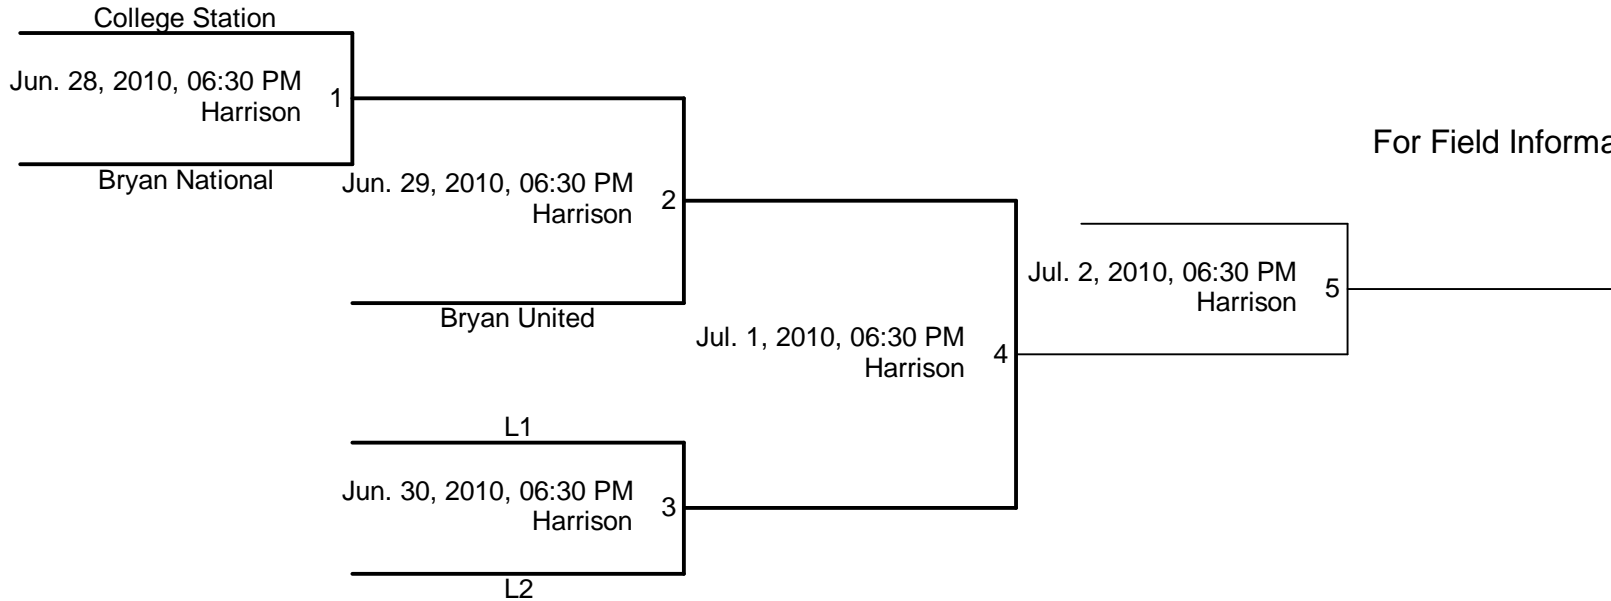 College Station
Jun. 28, 2010, 06:30 PM
Harrison
1
Bryan National
Jun. 29, 2010, 06:30 PM
Harrison
2
Bryan United
For Field Informa
Jul. 2, 2010, 06:30 PM
Harrison
5
Jul. 1, 2010, 06:30 PM
Harrison
4
L1
Jun. 30, 2010, 06:30 PM
Harrison
3
L2